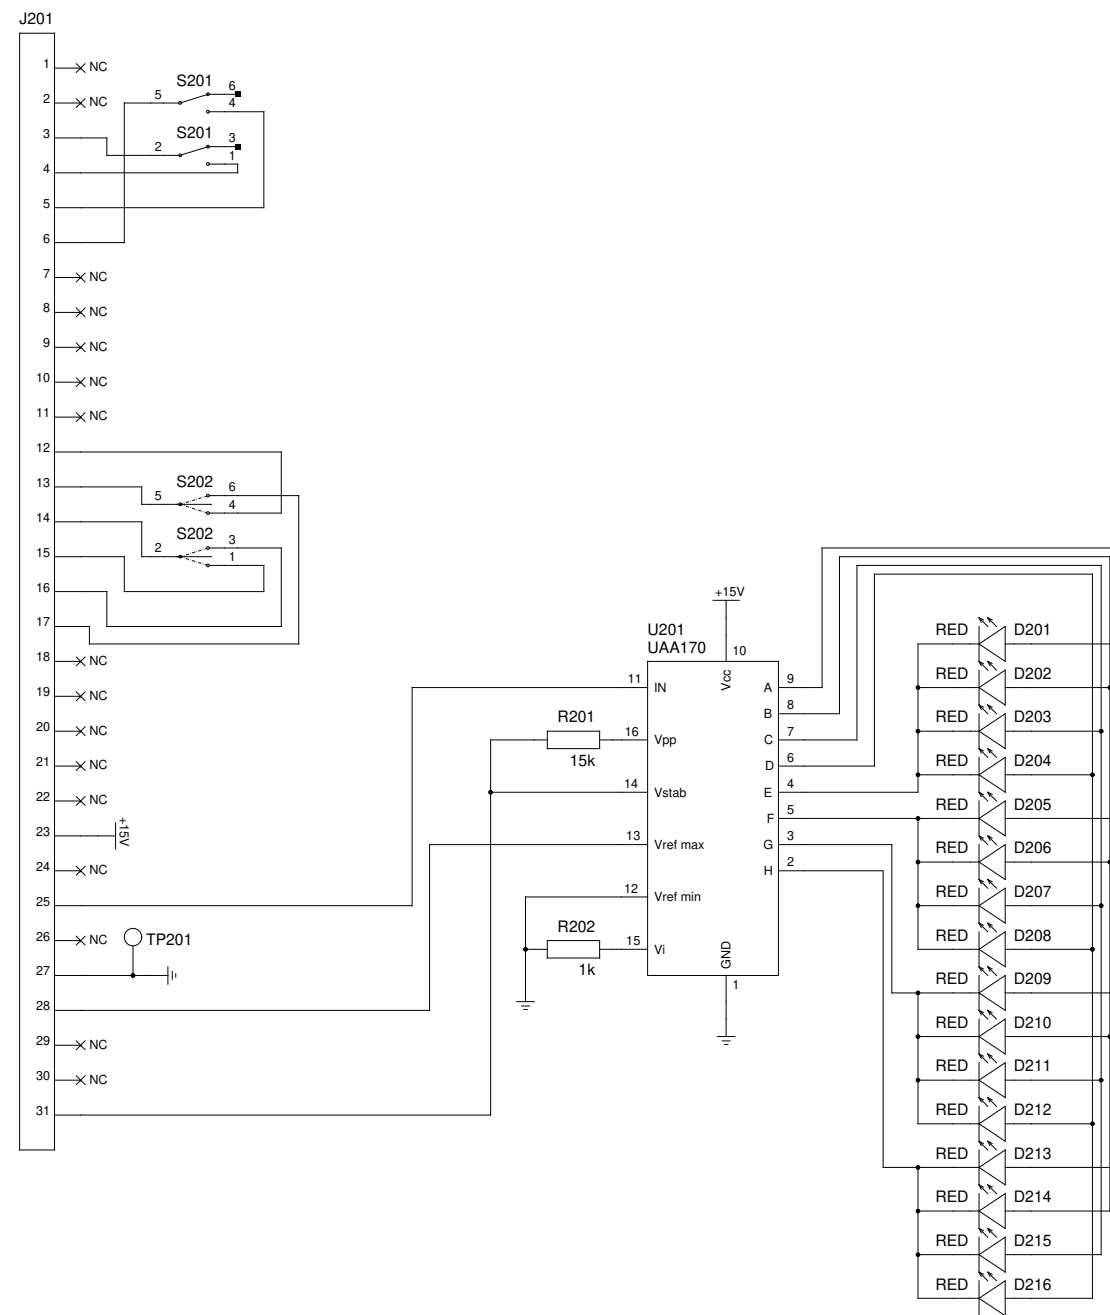 J201
1 NC
2 NC
3
4
5
6
7 NC
8 NC
9 NC
10 NC
11 NC
12
13
14
15
16
17
18 NC
19 NC
20 NC
21 NC
22 NC
23 +15V
24 NC
25
26 NC
27
28
29 NC
30 NC
31
S201
5 6
4
S201
2 3
1
S202
5 6
4
S202
2 3
1
TP201
+15V
U201
UAA170
10
Vcc
11 IN
R201
15k
16 Vpp
14 Vstab
13 Vref max
12 Vref min
R202
1k
15 Vi
GND
1
A 9
B 8
C 7
D 6
E 4
F 5
G 3
H 2
RED D201
RED D202
RED D203
RED D204
RED D205
RED D206
RED D207
RED D208
RED D209
RED D210
RED D211
RED D212
RED D213
RED D214
RED D215
RED D216